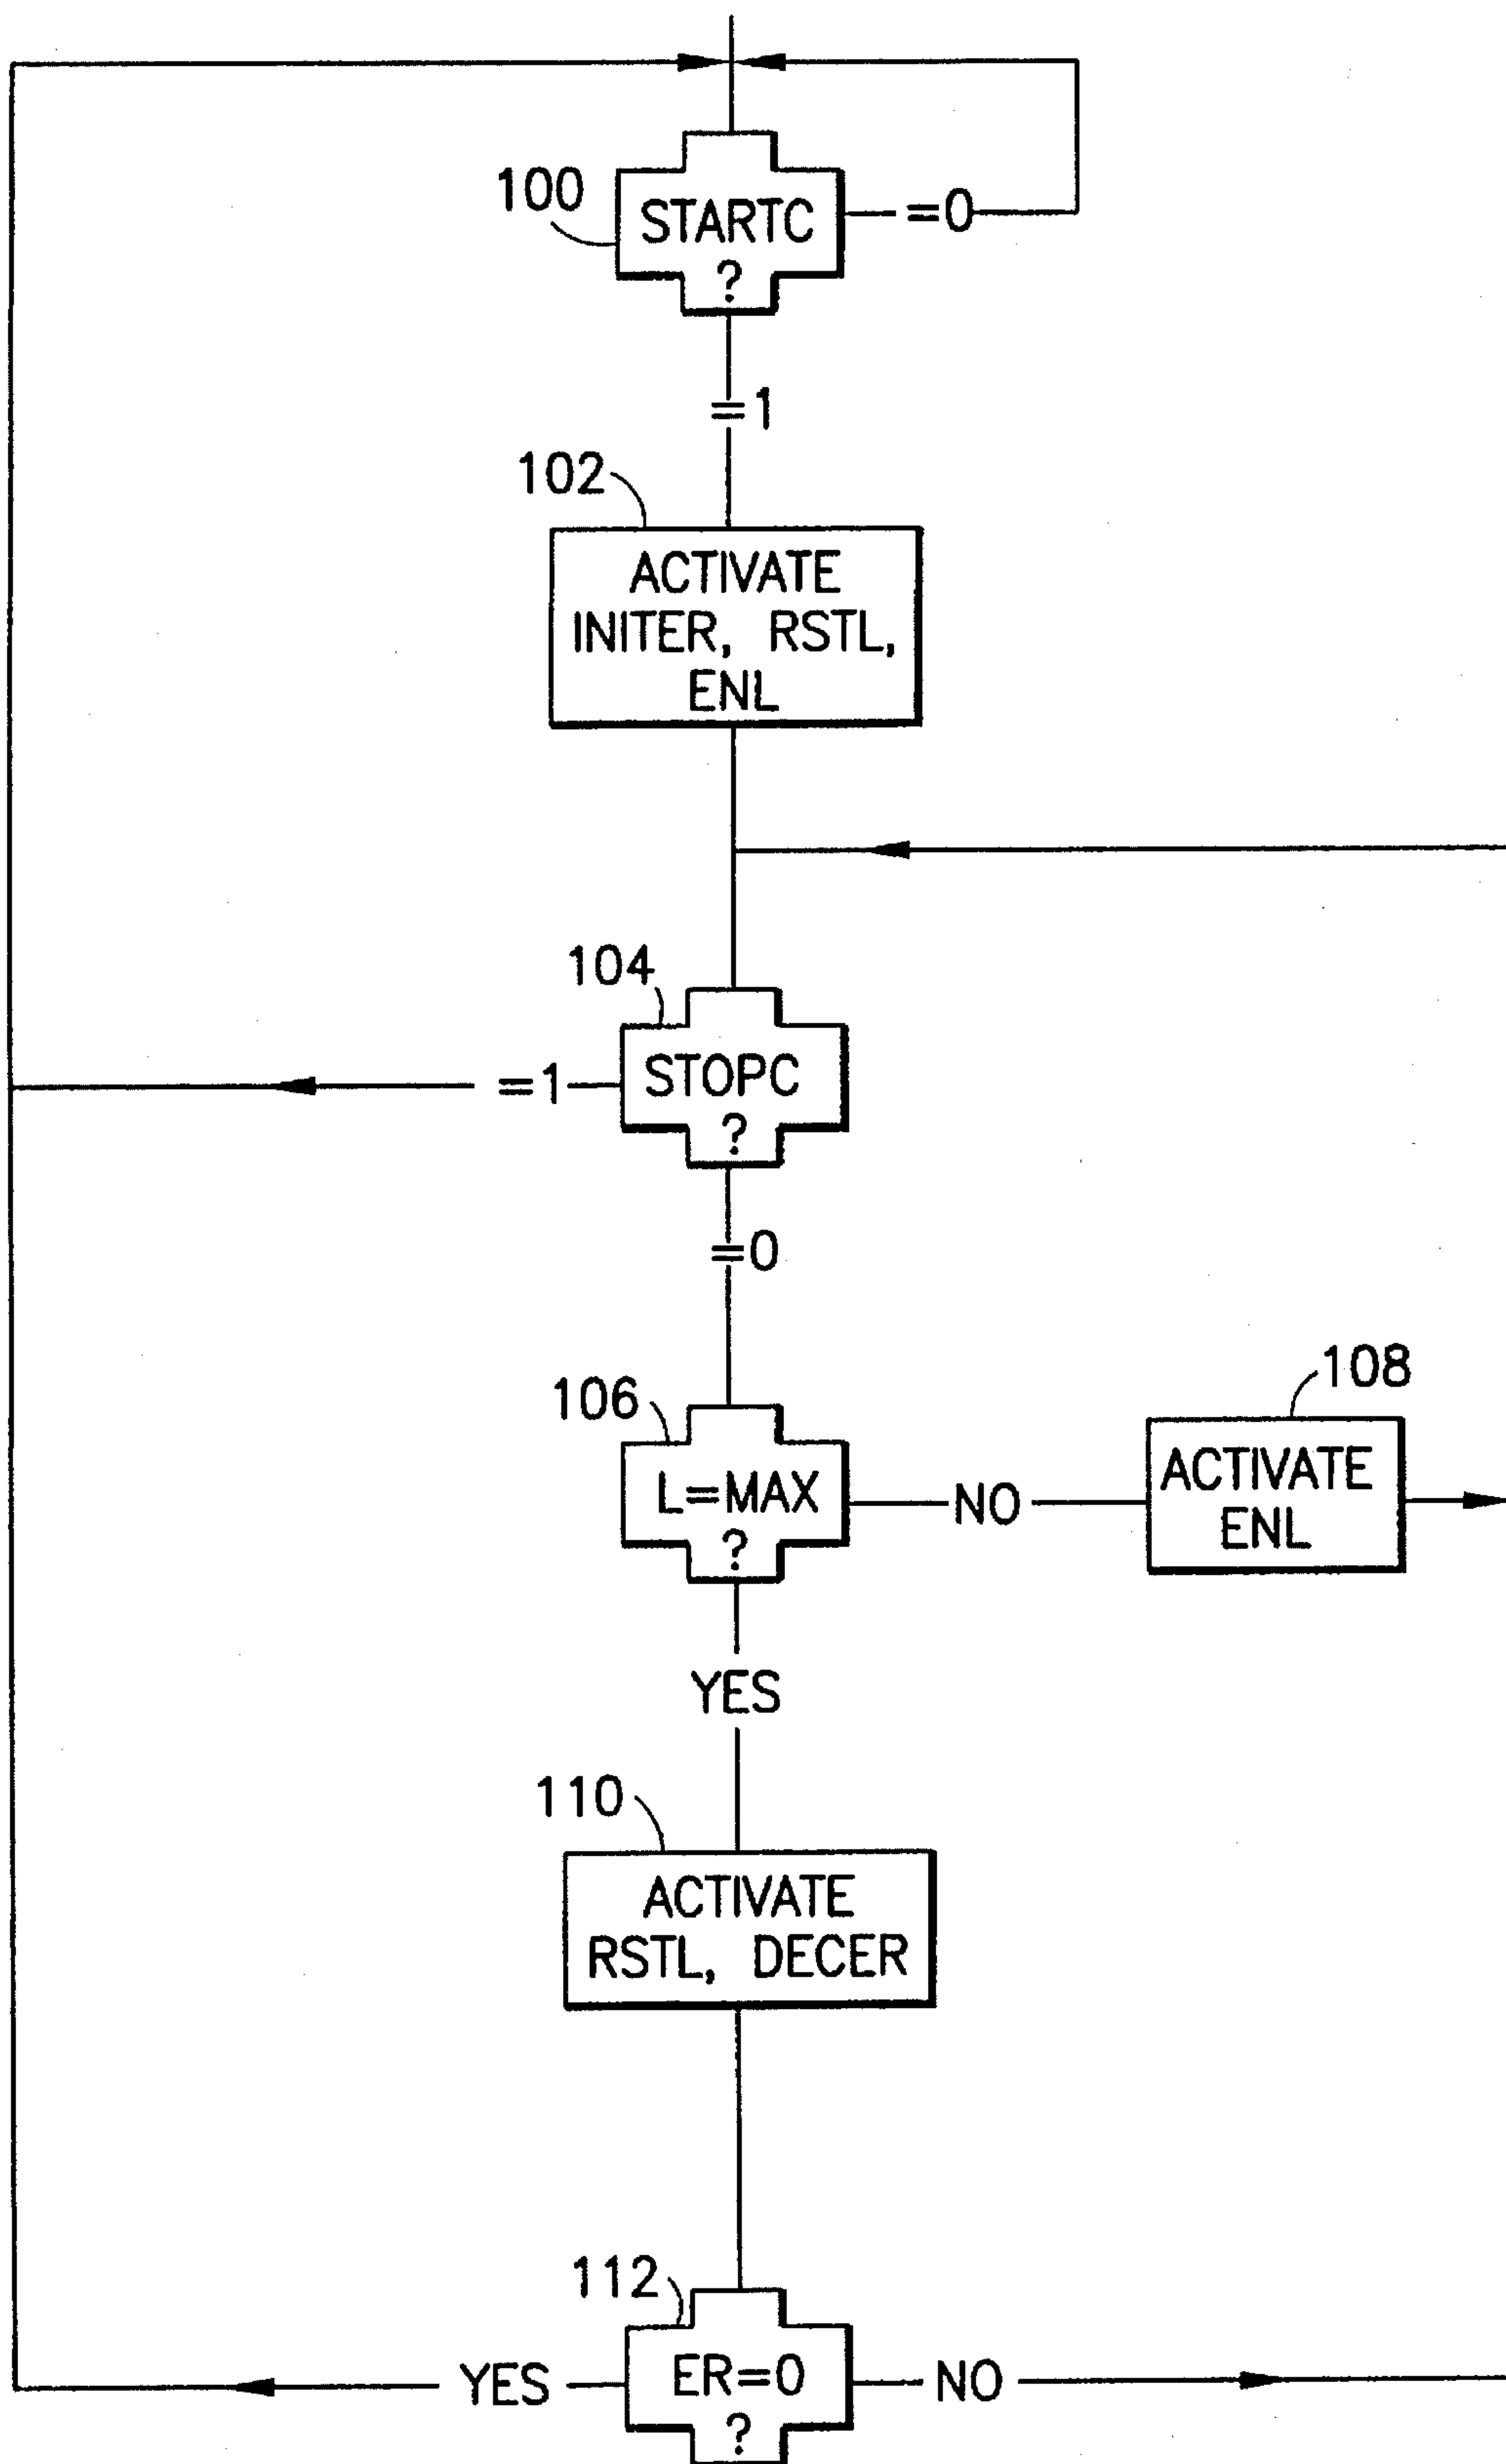 100
STARTC
?
=0
=1
102
ACTIVATE
INITER, RSTL,
ENL
104
STOPC
?
=1
=0
106
L=MAX
?
NO
108
ACTIVATE
ENL
YES
110
ACTIVATE
RSTL, DECER
112
ER=0
?
YES
NO